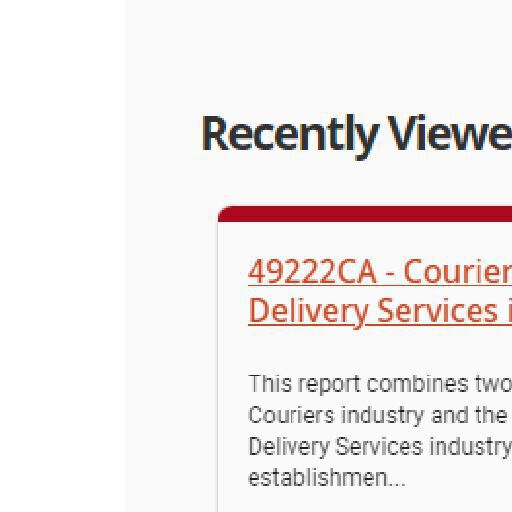 Recently Viewe
49222CA - Courier
Delivery Services i
This report combines two
Couriers industry and the
Delivery Services industry
establishmen...